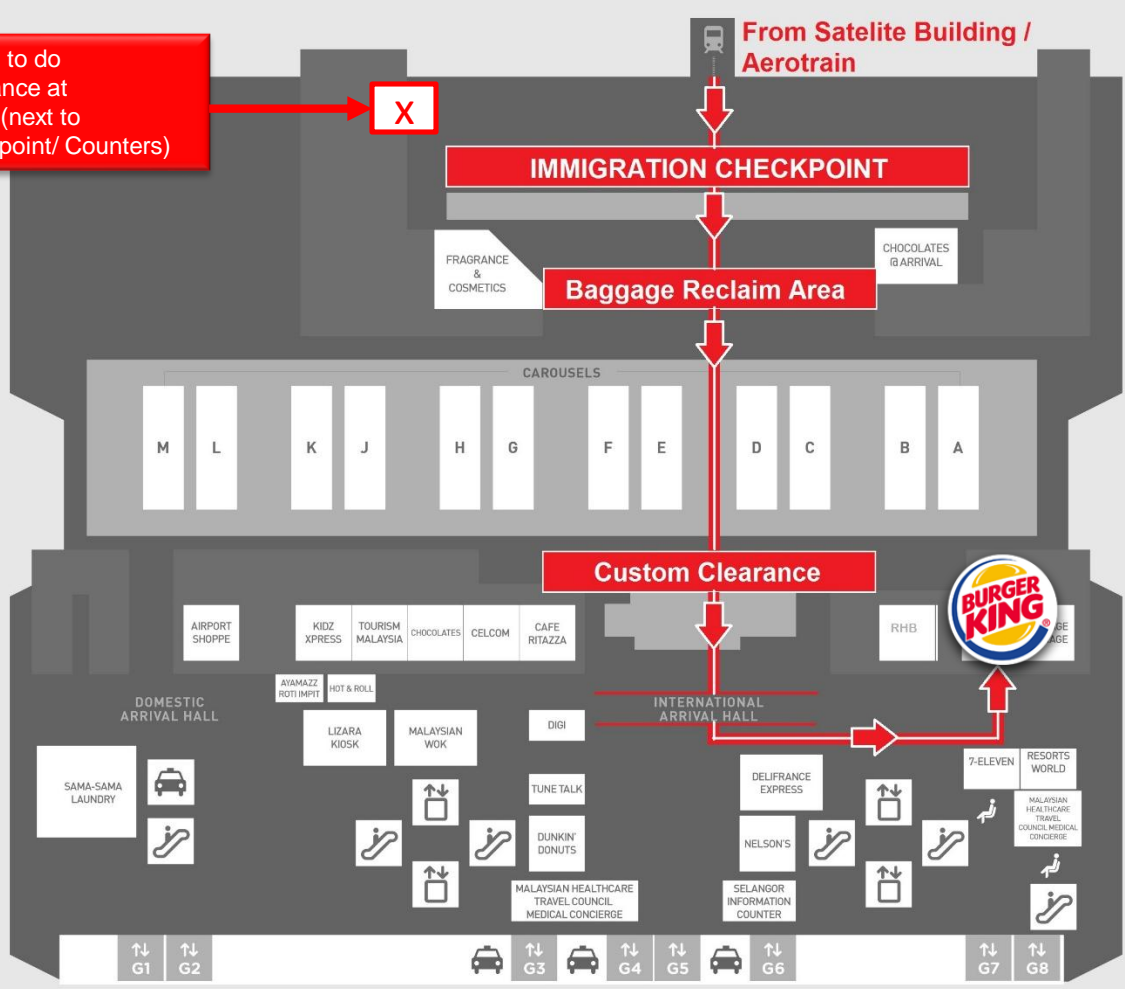 From Satelite Building /
Aerotrain
to do
ance at
(next to
point/ Counters)
X
IMMIGRATION CHECKPOINT
FRAGRANCE
&
COSMETICS
CHOCOLATES
@ ARRIVAL
Baggage Reclaim Area
CAROUSELS
M
L
K
J
H
G
F
E
D
C
B
A
Custom Clearance
AIRPORT
SHOPPE
KIDZ
XPRESS
TOURISM
MALAYSIA
CHOCOLATES
CELCOM
CAFE
RITAZZA
RHB
BURGER
KING
®
GE
AGE
AYAMAZZ
ROTI IMPIT
HOT & ROLL
DOMESTIC
ARRIVAL HALL
INTERNATIONAL
ARRIVAL HALL
LIZARA
KIOSK
MALAYSIAN
WOK
DIGI
SAMA-SAMA
LAUNDRY
TUNE TALK
DELIFRANCE
EXPRESS
7-ELEVEN
RESORTS
WORLD
MALAYSIAN
HEALTHCARE
TRAVEL
COUNCIL MEDICAL
CONCIERGE
DUNKIN'
DONUTS
NELSON'S
MALAYSIAN HEALTHCARE
TRAVEL COUNCIL
MEDICAL CONCIERGE
SELANGOR
INFORMATION
COUNTER
G1
G2
G3
G4
G5
G6
G7
G8